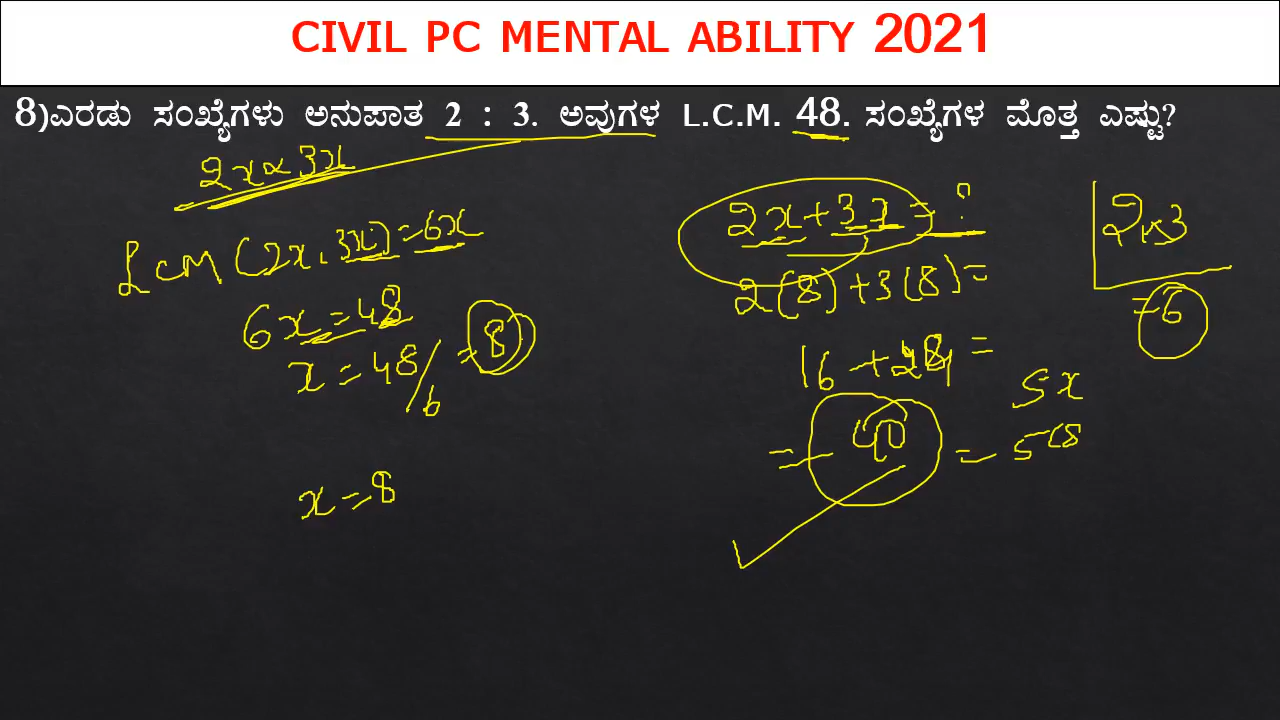 CIVIL PC MENTAL ABILITY 2021
8)ಎರಡು ಸಂಖ್ಯೆಗಳು ಅನುಪಾತ 2 : 3. ಅವುಗಳ L.C.M. 48. ಸಂಖ್ಯೆಗಳ ಮೊತ್ತ ಎಷ್ಟು?
2x 3x
LCM (2x, 3x) = 6x
6x = 48
x = 48/6 = 8
x = 8
2x + 3x = ?
2(8) + 3(8) =
16 + 24 =
= 40 = 5(8
5x
2x3
= 6